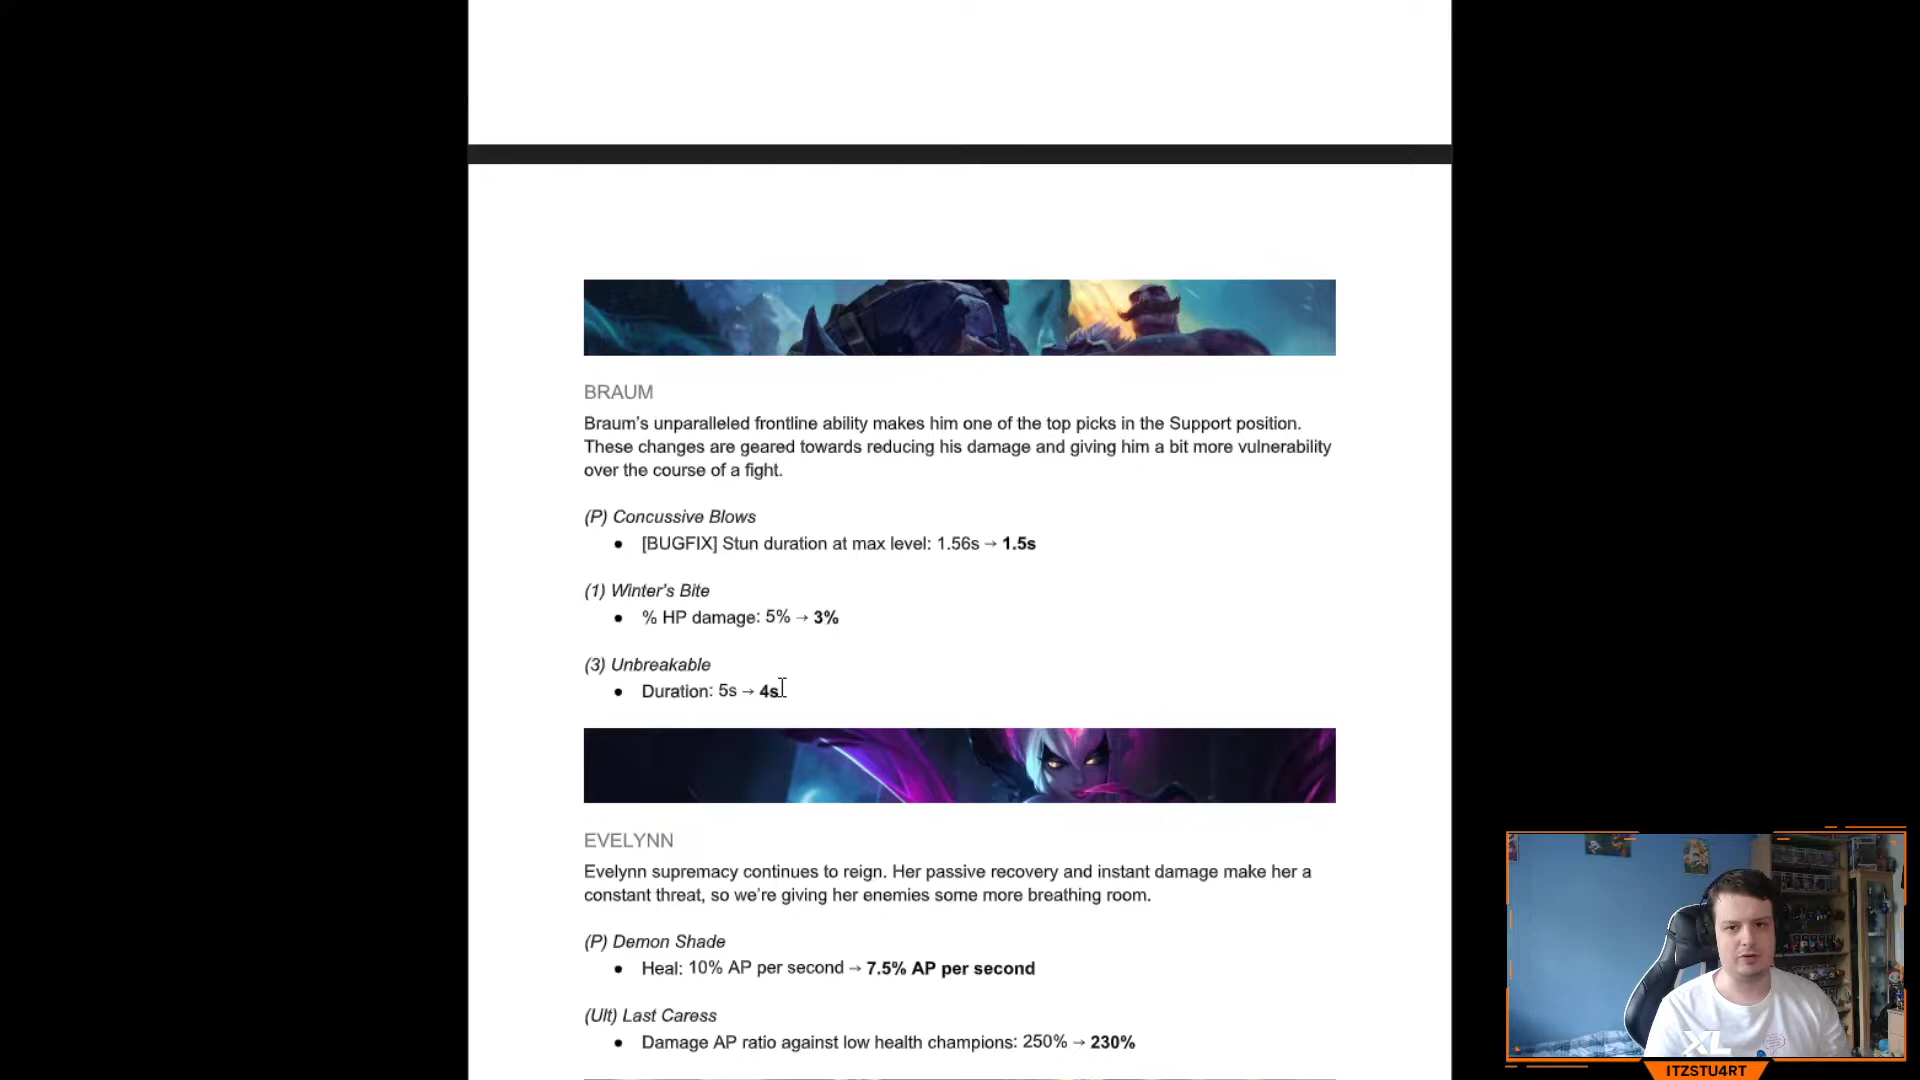 BRAUM
Braum's unparalleled frontline ability makes him one of the top picks in the Support position.
These changes are geared towards reducing his damage and giving him a bit more vulnerability
over the course of a fight.
(P) Concussive Blows
● [BUGFIX] Stun duration at max level: 1.56s → 1.5s
(1) Winter's Bite
● % HP damage: 5% → 3%
(3) Unbreakable
● Duration: 5s → 4s
EVELYNN
Evelynn supremacy continues to reign. Her passive recovery and instant damage make her a
constant threat, so we're giving her enemies some more breathing room.
(P) Demon Shade
● Heal: 10% AP per second → 7.5% AP per second
(Ult) Last Caress
● Damage AP ratio against low health champions: 250% → 230%
XL
ITZSTU4RT